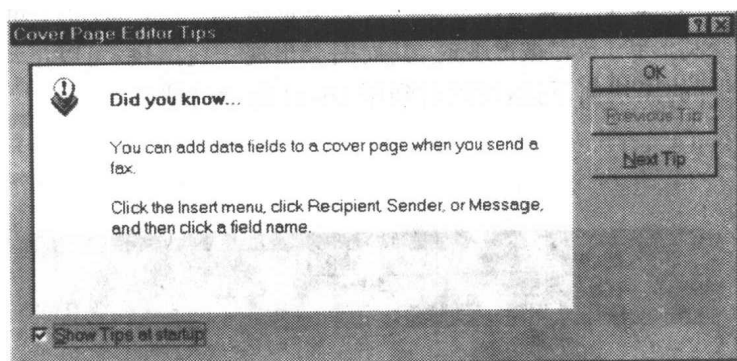 Cover Page Editor Tips
OK
Did you know...
Previous Tip
You can add data fields to a cover page when you send a
fax.
Next Tip
Click the Insert menu, click Recipient, Sender, or Message,
and then click a field name.
Show Tips at startup